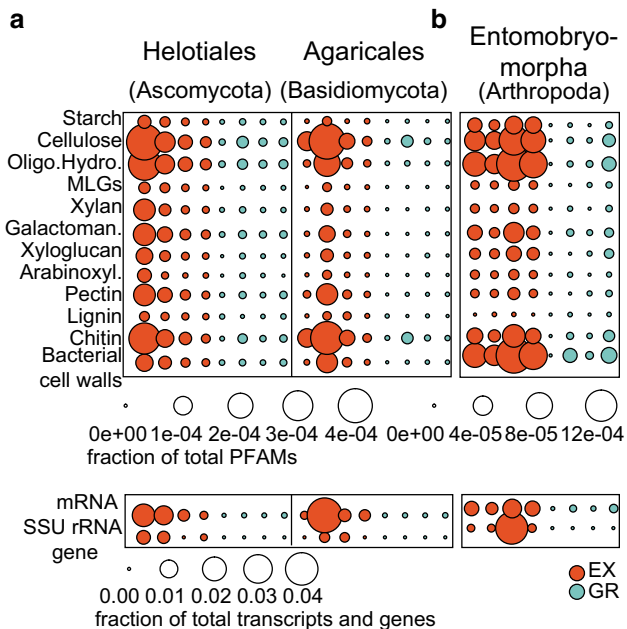 a
b
Helotiales
Agaricales
Entomobryo-
morpha
(Ascomycota)
(Basidiomycota)
(Arthropoda)
Starch
Cellulose
Oligo.Hydro.
MLGs
Xylan
Galactoman.
Xyloglucan
Arabinoxyl.
Pectin
Lignin
Chitin
Bacterial
cell walls
0e+00 1e-04 2e-04 3e-04 4e-04 0e+00 4e-05 8e-05 12e-04
fraction of total PFAMs
mRNA
SSU rRNA
gene
EX
GR
0.00 0.01 0.02 0.03 0.04
fraction of total transcripts and genes